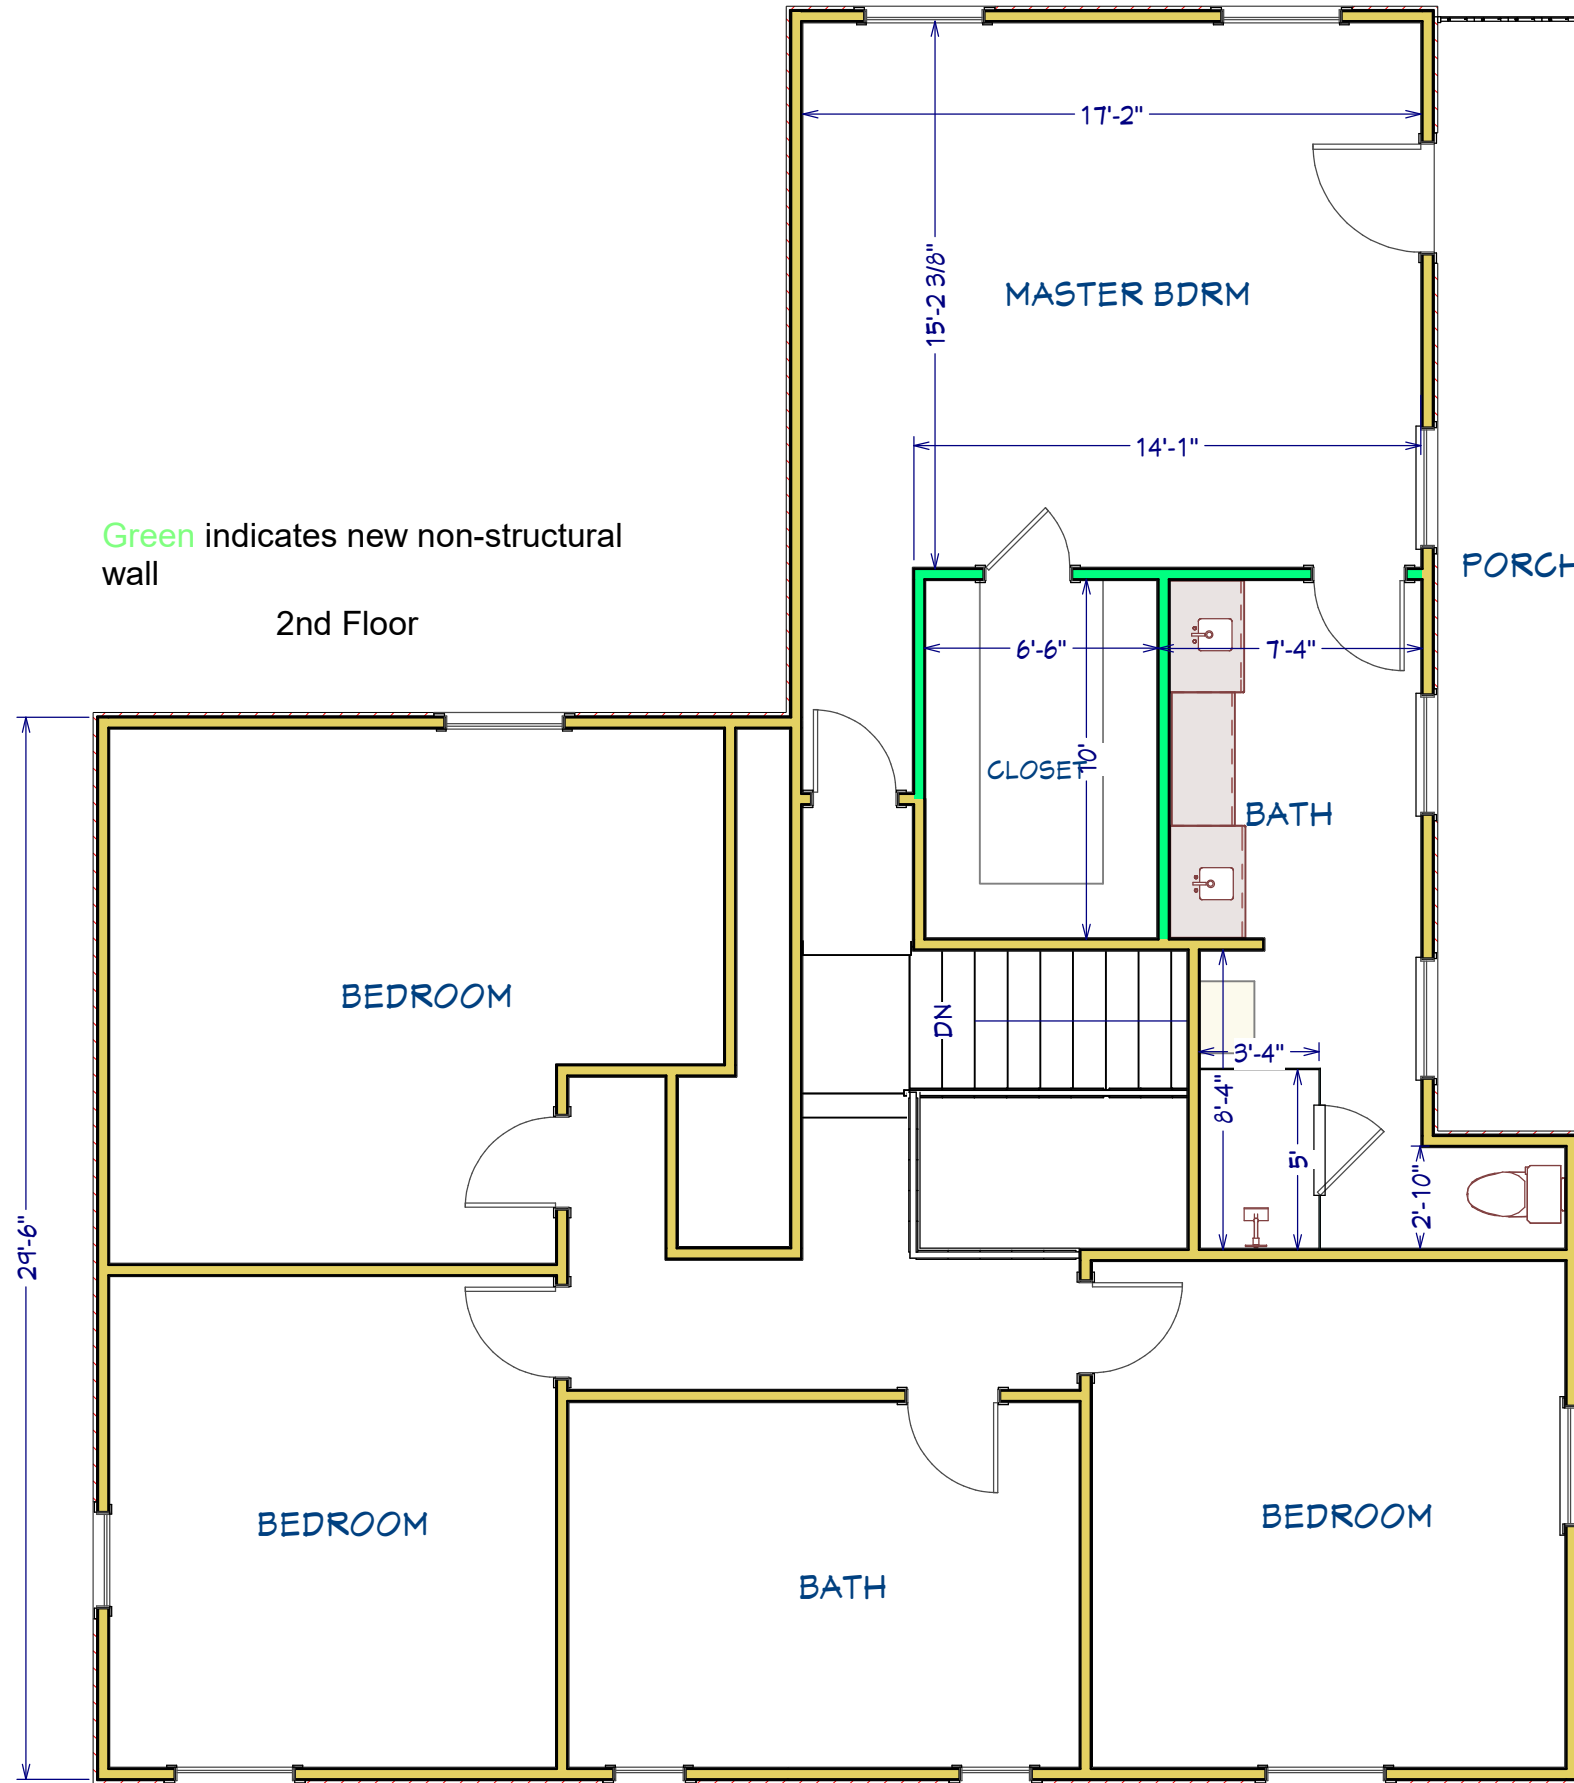 17'-2"
15'-2 3/8"
MASTER BDRM
14'-1"
Green indicates new non-structural
wall
2nd Floor
PORCH
6'-6"
7'-4"
10'
CLOSET
BATH
BEDROOM
DN
3'-4"
8'-4"
5'
2'-10"
29'-6"
BEDROOM
BEDROOM
BATH